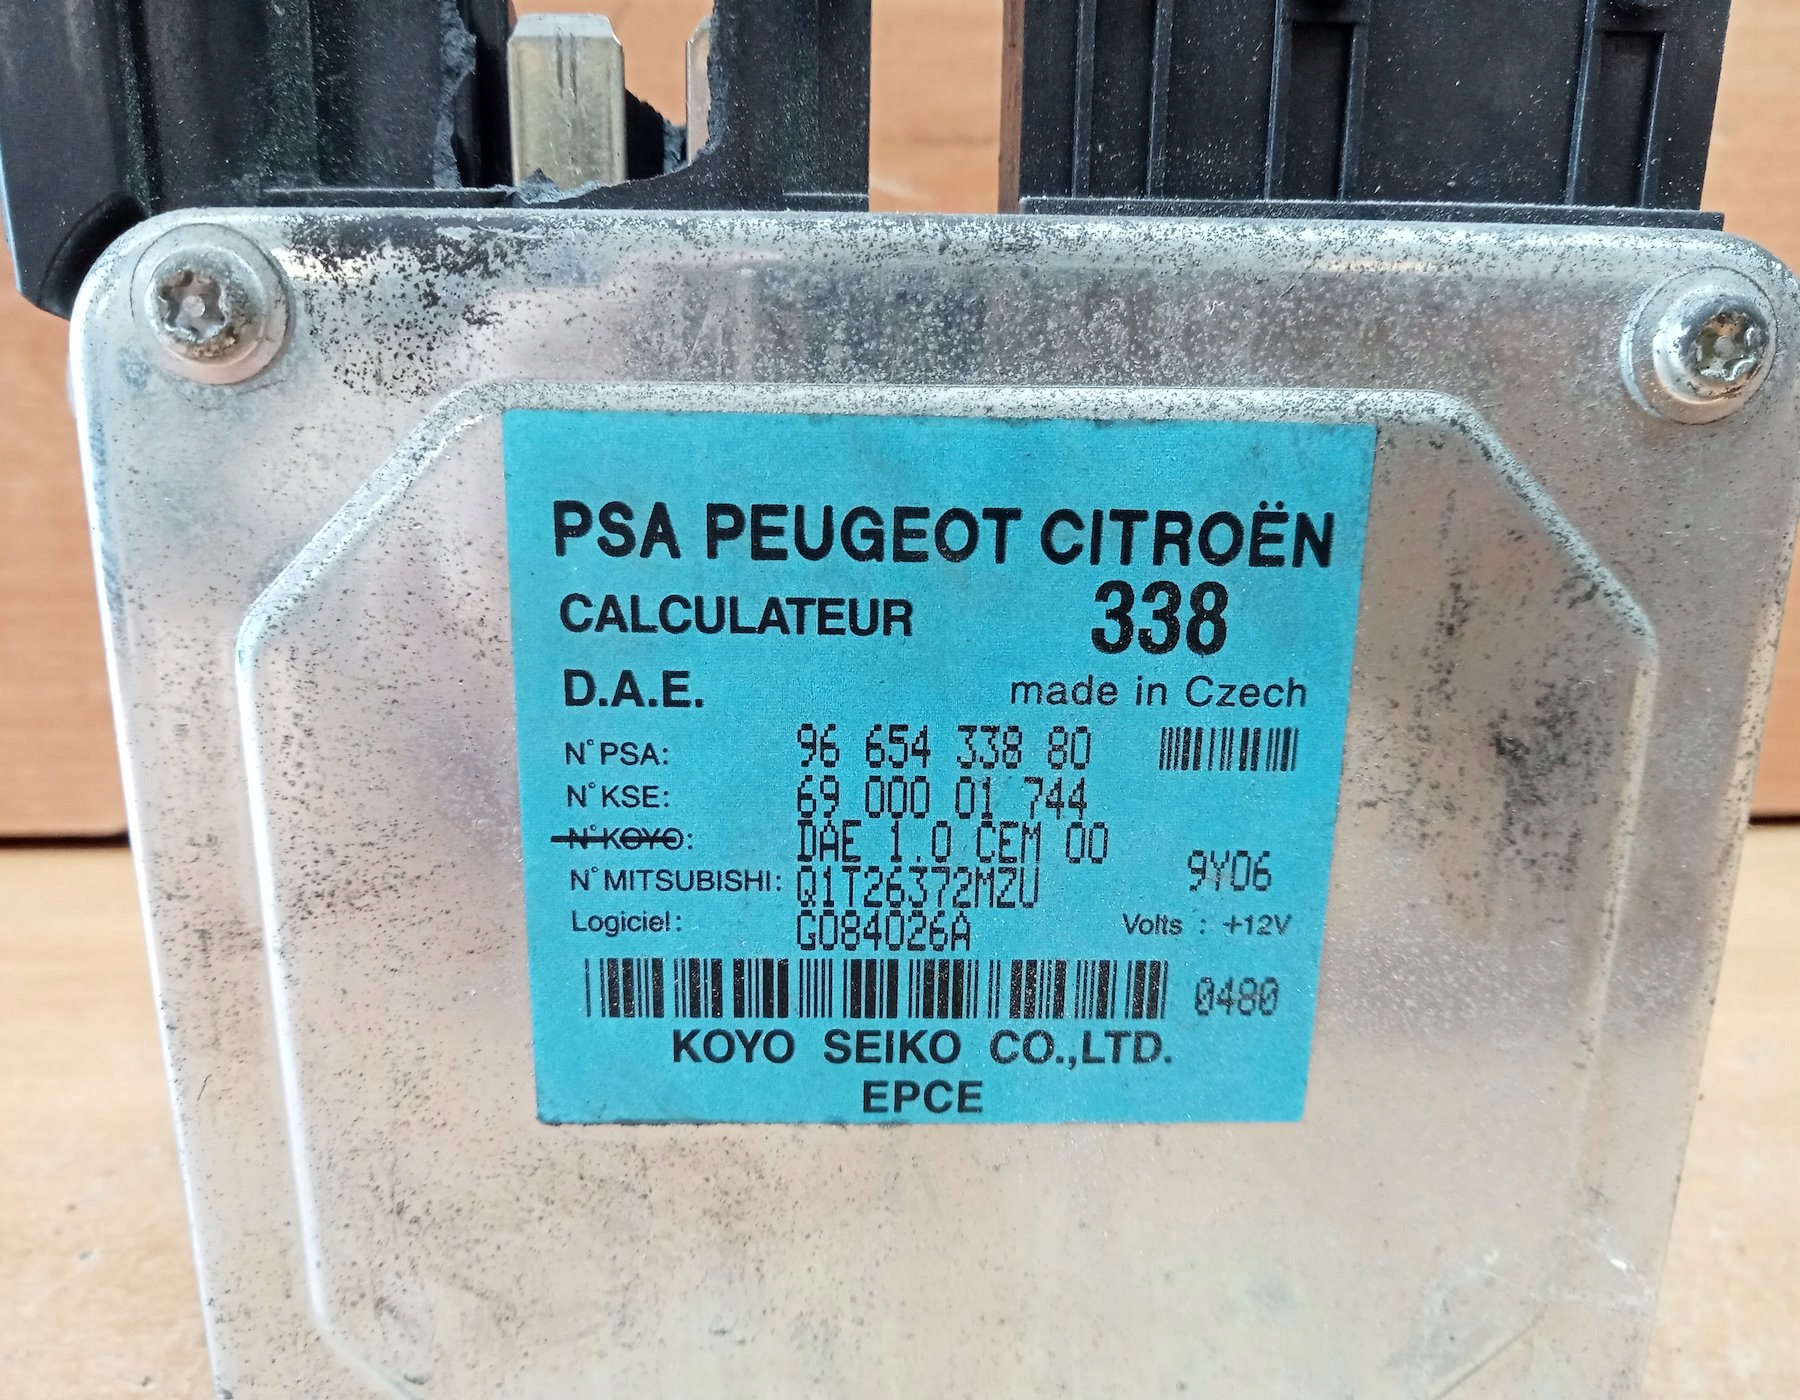 PSA PEUGEOT CITROËN
CALCULATEUR 338
D.A.E. made in Czech
N° PSA: 96 654 338 80
N° KSE: 69 000 01 744
N° KOYO: DAE 1.0 CEM 00
N° MITSUBISHI: Q1T26372MZU 9Y06
Logiciel: G084026A Volts : +12V
0480
KOYO SEIKO CO.,LTD.
EPCE